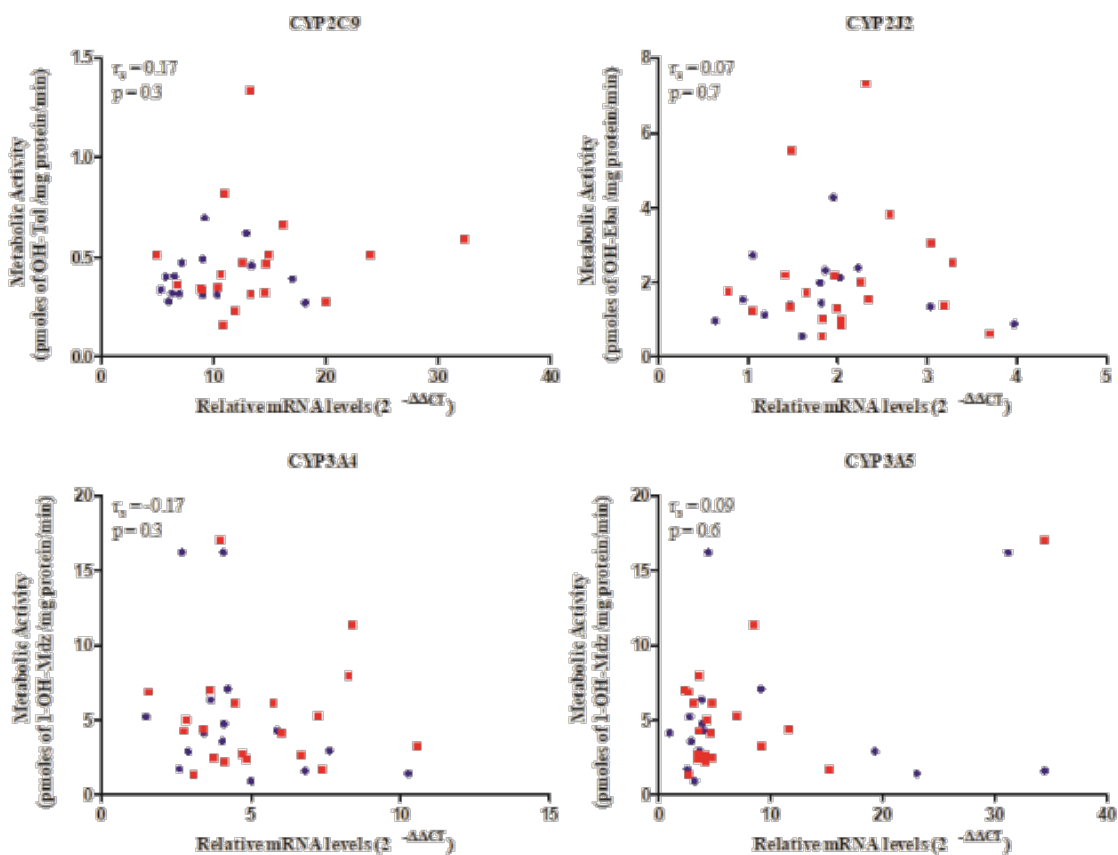 CYP2C9
r_s = 0.17
p = 0.3
Metabolic Activity
(pmoles of OH-Tol /mg protein/min)
1.5
1.0
0.5
0.0
0
10
20
30
40
Relative mRNA levels (2 -ΔΔCT)
CYP2J2
r_s = 0.07
p = 0.7
Metabolic Activity
(pmoles of OH-Eba /mg protein/min)
8
6
4
2
0
0
1
2
3
4
5
Relative mRNA levels (2 -ΔΔCT)
CYP3A4
r_s = -0.17
p = 0.3
Metabolic Activity
(pmoles of 1-OH-Mdz /mg protein/min)
20
15
10
5
0
0
5
10
15
Relative mRNA levels (2 -ΔΔCT)
CYP3A5
r_s = 0.09
p = 0.6
Metabolic Activity
(pmoles of 1-OH-Mdz /mg protein/min)
20
15
10
5
0
0
10
20
30
40
Relative mRNA levels (2 -ΔΔCT)